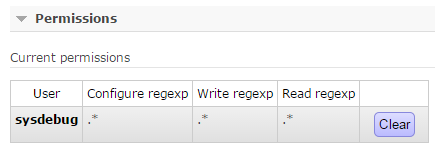 Permissions
Current permissions
User Configure regexp Write regexp Read regexp
sysdebug .* .* .* Clear